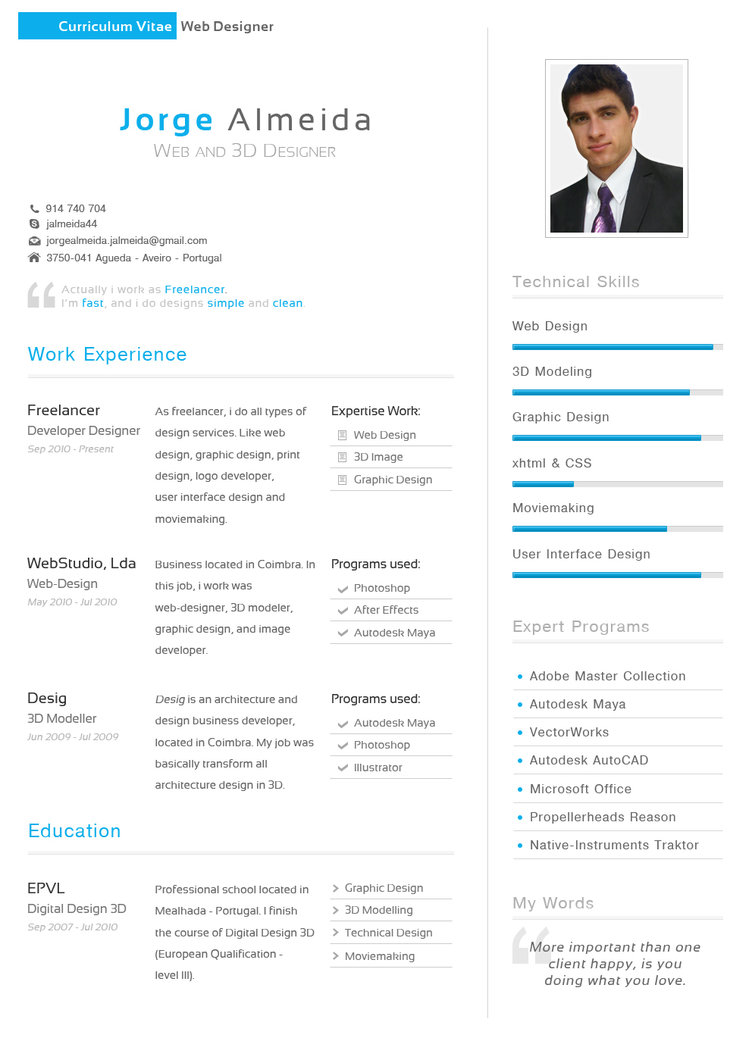 Curriculum Vitae Web Designer
Jorge Almeida
Web and 3D Designer
914 740 704
jalmeida44
jorgealmeida.jalmeida@gmail.com
3750-041 Agueda - Aveiro - Portugal
Actually i work as Freelancer.
I'm fast, and i do designs simple and clean.
Work Experience
Freelancer
Developer Designer
Sep 2010 - Present
As freelancer, i do all types of
design services. Like web
design, graphic design, print
design, logo developer,
user interface design and
moviemaking.
Expertise Work:
Web Design
3D Image
Graphic Design
WebStudio, Lda
Web-Design
May 2010 - Jul 2010
Business located in Coimbra. In
this job, i work was
web-designer, 3D modeler,
graphic design, and image
developer.
Programs used:
Photoshop
After Effects
Autodesk Maya
Desig
3D Modeller
Jun 2009 - Jul 2009
Desig is an architecture and
design business developer,
located in Coimbra. My job was
basically transform all
architecture design in 3D.
Programs used:
Autodesk Maya
Photoshop
Illustrator
Education
EPVL
Digital Design 3D
Sep 2007 - Jul 2010
Professional school located in
Mealhada - Portugal. I finish
the course of Digital Design 3D
(European Qualification -
level III).
Graphic Design
3D Modelling
Technical Design
Moviemaking
Technical Skills
Web Design
3D Modeling
Graphic Design
xhtml & CSS
Moviemaking
User Interface Design
Expert Programs
Adobe Master Collection
Autodesk Maya
VectorWorks
Autodesk AutoCAD
Microsoft Office
Propellerheads Reason
Native-Instruments Traktor
My Words
More important than one
client happy, is you
doing what you love.